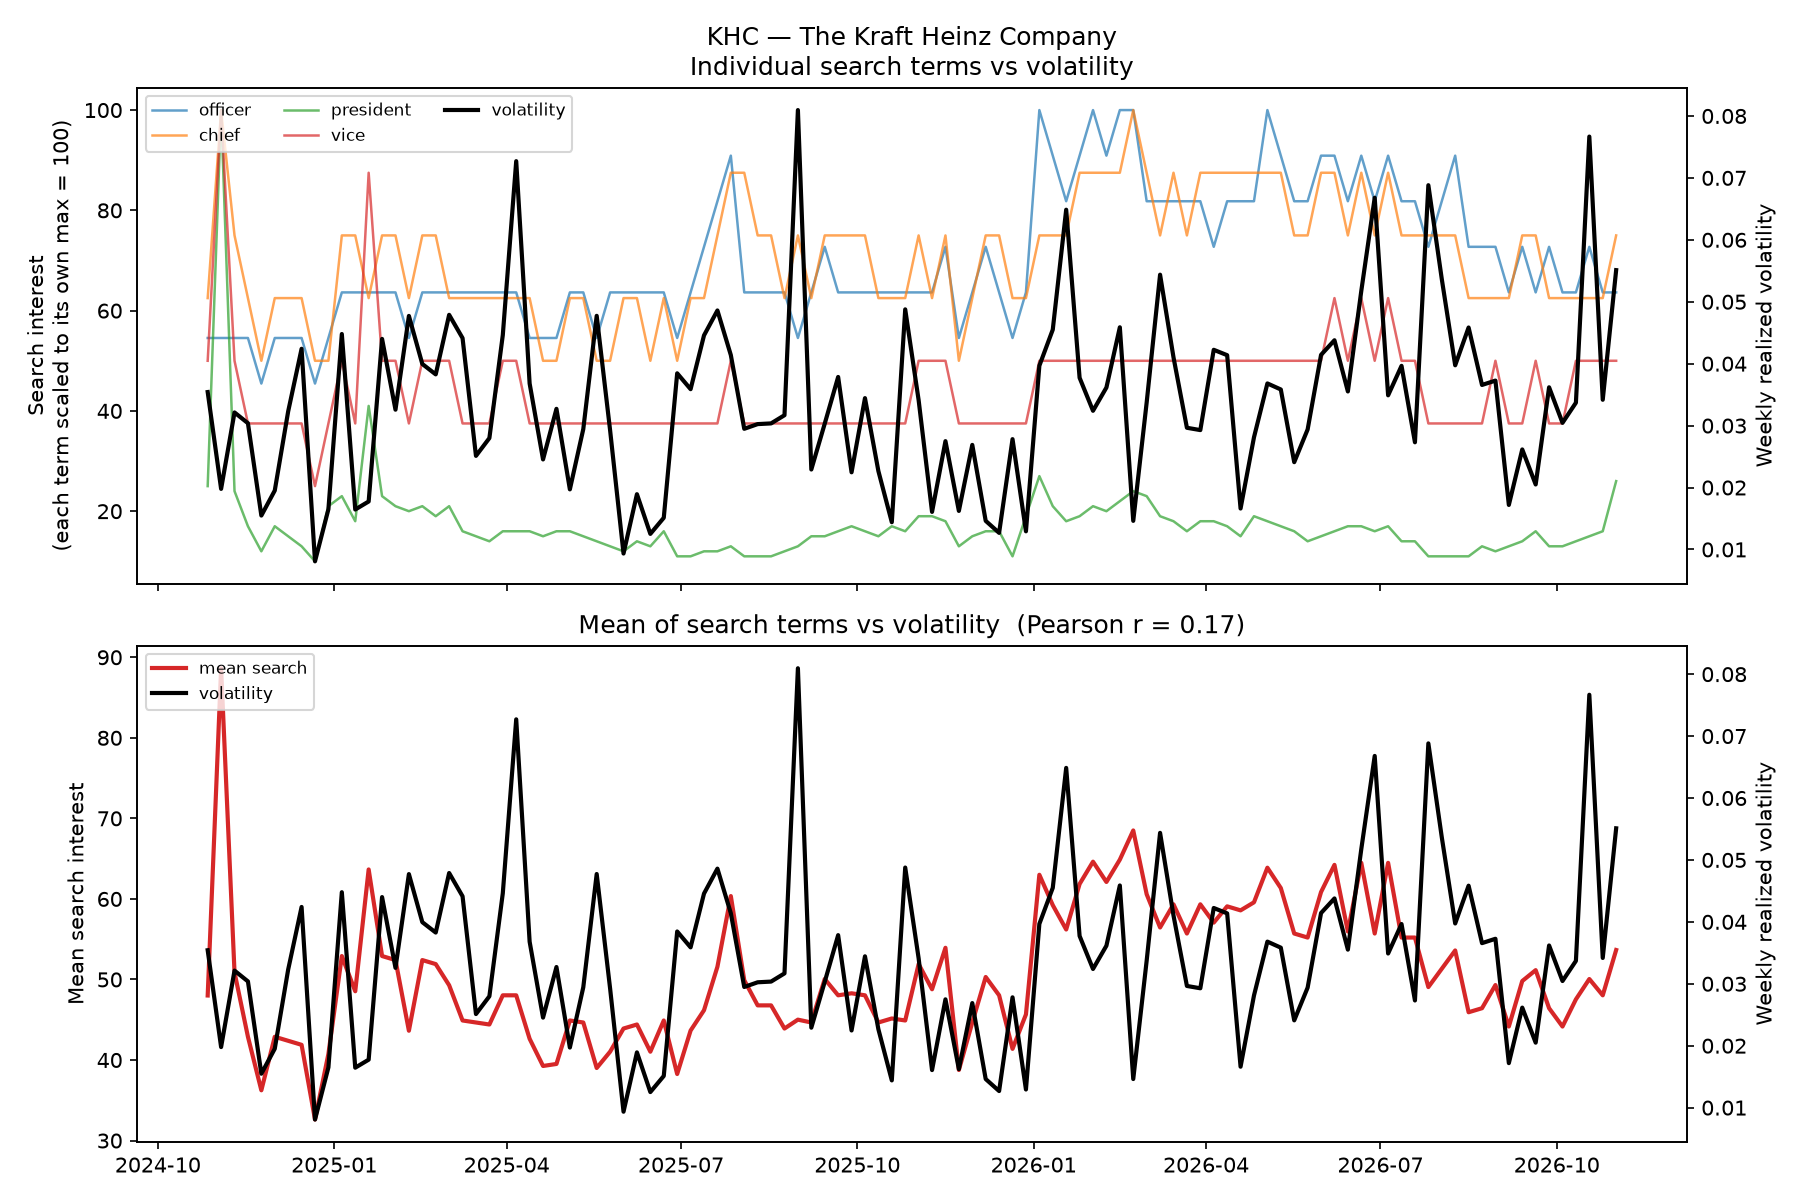 KHC — The Kraft Heinz Company
Individual search terms vs volatility
officer
chief
president
vice
volatility
Search interest
(each term scaled to its own max = 100)
100
80
60
40
20
Weekly realized volatility
0.08
0.07
0.06
0.05
0.04
0.03
0.02
0.01
Mean of search terms vs volatility (Pearson r = 0.17)
mean search
volatility
Mean search interest
90
80
70
60
50
40
30
Weekly realized volatility
0.08
0.07
0.06
0.05
0.04
0.03
0.02
0.01
2024-10
2025-01
2025-04
2025-07
2025-10
2026-01
2026-04
2026-07
2026-10